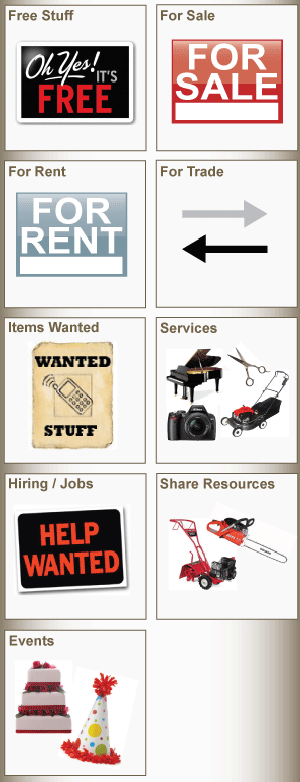 Free Stuff
Oh Yes! IT'S
FREE
For Sale
FOR
SALE
For Rent
FOR
RENT
For Trade
Items Wanted
WANTED
STUFF
Services
Nikon
Hiring / Jobs
HELP
WANTED
Share Resources
Events